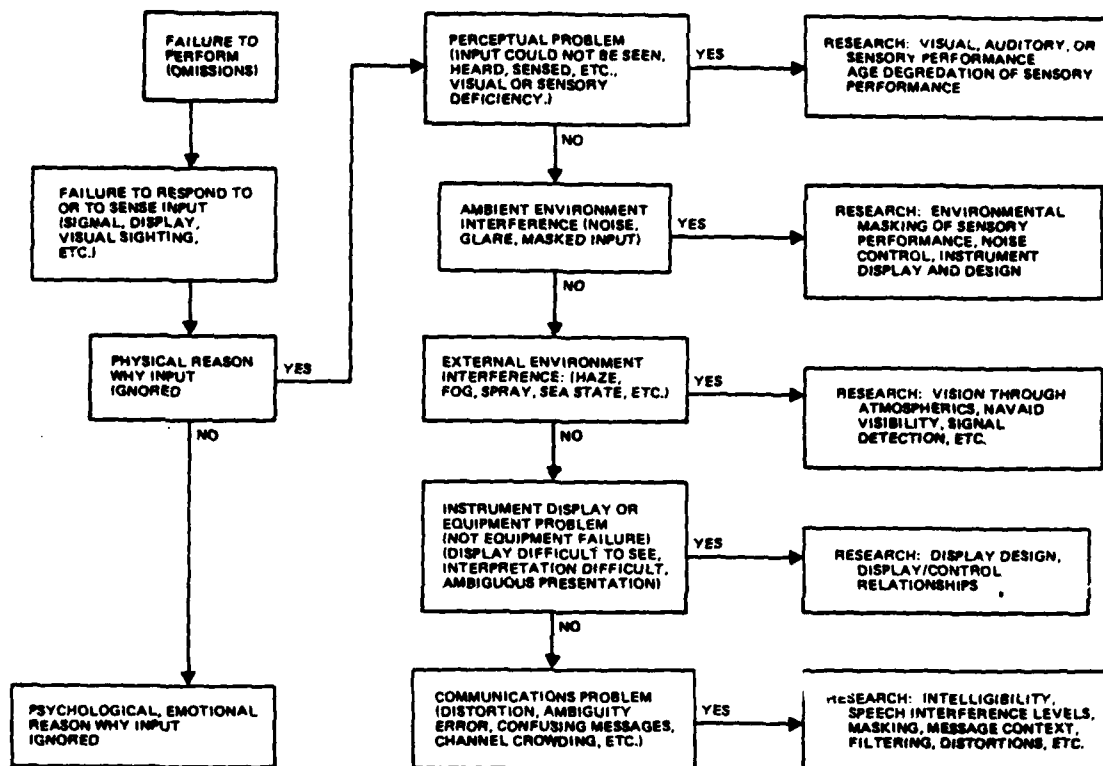 FAILURE TO
PERFORM
(OMISSIONS)
FAILURE TO RESPOND TO
OR TO SENSE INPUT
(SIGNAL, DISPLAY,
VISUAL SIGHTING,
ETC.)
PHYSICAL REASON
WHY INPUT
IGNORED
YES
NO
PSYCHOLOGICAL, EMOTIONAL
REASON WHY INPUT
IGNORED
PERCEPTUAL PROBLEM
(INPUT COULD NOT BE SEEN,
HEARD, SENSED, ETC.,
VISUAL OR SENSORY
DEFICIENCY.)
YES
RESEARCH: VISUAL, AUDITORY, OR
SENSORY PERFORMANCE
AGE DEGREDATION OF SENSORY
PERFORMANCE
NO
AMBIENT ENVIRONMENT
INTERFERENCE (NOISE,
GLARE, MASKED INPUT)
YES
RESEARCH: ENVIRONMENTAL
MASKING OF SENSORY
PERFORMANCE, NOISE
CONTROL, INSTRUMENT
DISPLAY AND DESIGN
NO
EXTERNAL ENVIRONMENT
INTERFERENCE: (HAZE,
FOG, SPRAY, SEA STATE, ETC.)
YES
RESEARCH: VISION THROUGH
ATMOSPHERICS, NAVAID
VISIBILITY, SIGNAL
DETECTION, ETC.
NO
INSTRUMENT DISPLAY OR
EQUIPMENT PROBLEM
(NOT EQUIPMENT FAILURE)
(DISPLAY DIFFICULT TO SEE,
INTERPRETATION DIFFICULT,
AMBIGUOUS PRESENTATION)
YES
RESEARCH: DISPLAY DESIGN,
DISPLAY/CONTROL
RELATIONSHIPS
NO
COMMUNICATIONS PROBLEM
(DISTORTION, AMBIGUITY
ERROR, CONFUSING MESSAGES,
CHANNEL CROWDING, ETC.)
YES
RESEARCH: INTELLIGIBILITY,
SPEECH INTERFERENCE LEVELS,
MASKING, MESSAGE CONTEXT,
FILTERING, DISTORTIONS, ETC.